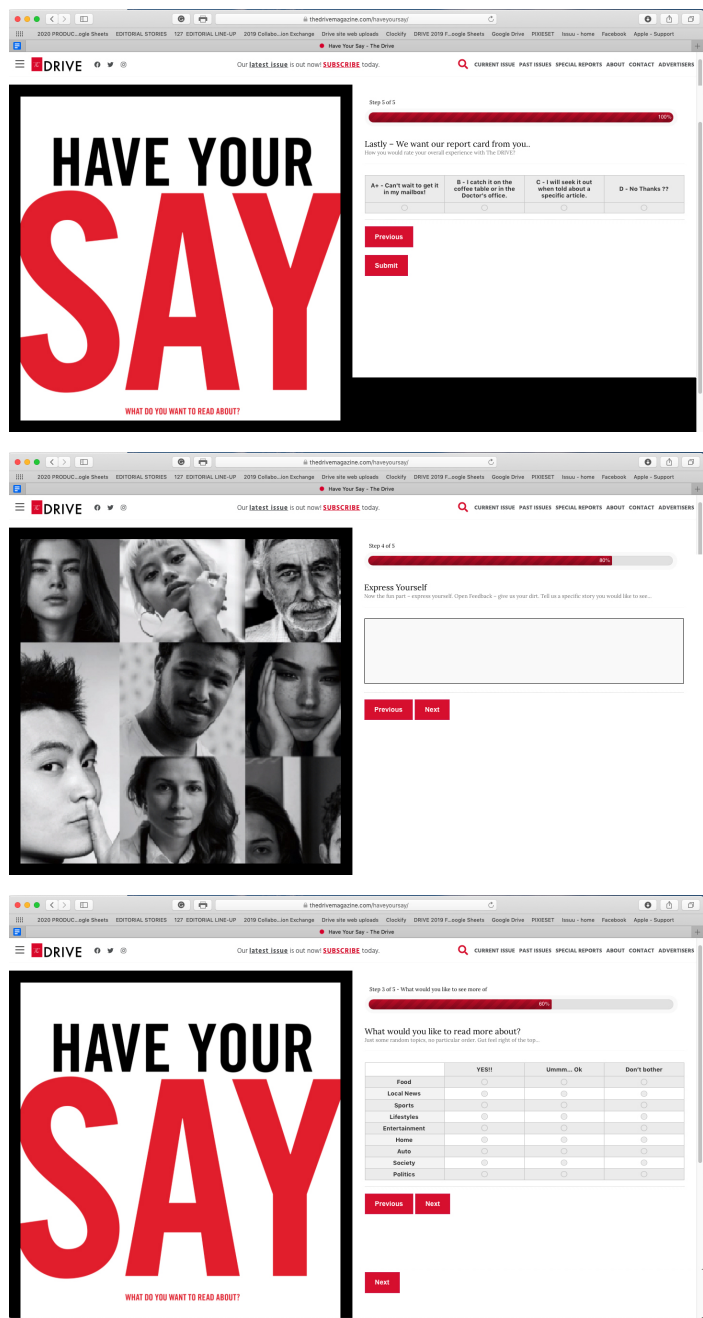 thedrivemagazine.com/haveyoursay/
2020 PRODUC...ogle Sheets EDITORIAL STORIES 127 EDITORIAL LINE-UP 2019 Collabo...ion Exchange Drive site web uploads Clockify DRIVE 2019 F...ogle Sheets Google Drive PIXIESET Issuu - home Facebook Apple - Support
Have Your Say - The Drive
DRIVE
Our latest issue is out now! SUBSCRIBE today.
CURRENT ISSUE PAST ISSUES SPECIAL REPORTS ABOUT CONTACT ADVERTISERS
HAVE YOUR
SAY
WHAT DO YOU WANT TO READ ABOUT?
Step 5 of 5
100%
Lastly – We want our report card from you..
How you would rate your overall experience with The DRIVE?
A+ - Can't wait to get it
in my mailbox!
B - I catch it on the
coffee table or in the
Doctor's office.
C - I will seek it out
when told about a
specific article.
D - No Thanks ??
Previous
Submit
thedrivemagazine.com/haveyoursay/
2020 PRODUC...ogle Sheets EDITORIAL STORIES 127 EDITORIAL LINE-UP 2019 Collabo...ion Exchange Drive site web uploads Clockify DRIVE 2019 F...ogle Sheets Google Drive PIXIESET Issuu - home Facebook Apple - Support
Have Your Say - The Drive
DRIVE
Our latest issue is out now! SUBSCRIBE today.
CURRENT ISSUE PAST ISSUES SPECIAL REPORTS ABOUT CONTACT ADVERTISERS
Step 4 of 5
80%
Express Yourself
Now the fun part – express yourself. Open Feedback – give us your dirt. Tell us a specific story you would like to see...
Previous Next
thedrivemagazine.com/haveyoursay/
2020 PRODUC...ogle Sheets EDITORIAL STORIES 127 EDITORIAL LINE-UP 2019 Collabo...ion Exchange Drive site web uploads Clockify DRIVE 2019 F...ogle Sheets Google Drive PIXIESET Issuu - home Facebook Apple - Support
Have Your Say - The Drive
DRIVE
Our latest issue is out now! SUBSCRIBE today.
CURRENT ISSUE PAST ISSUES SPECIAL REPORTS ABOUT CONTACT ADVERTISERS
HAVE YOUR
SAY
WHAT DO YOU WANT TO READ ABOUT?
Step 3 of 5 - What would you like to see more of
60%
What would you like to read more about?
Just some random topics, no particular order. Got feel right of the top...
YES!! Ummm... Ok Don't bother
Food
Local News
Sports
Lifestyles
Entertainment
Home
Auto
Society
Politics
Previous Next
Next